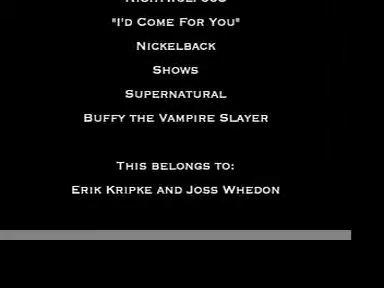 "I'd Come For You"
Nickelback
Shows
Supernatural
Buffy the Vampire Slayer
This belongs to:
Erik Kripke and Joss Whedon